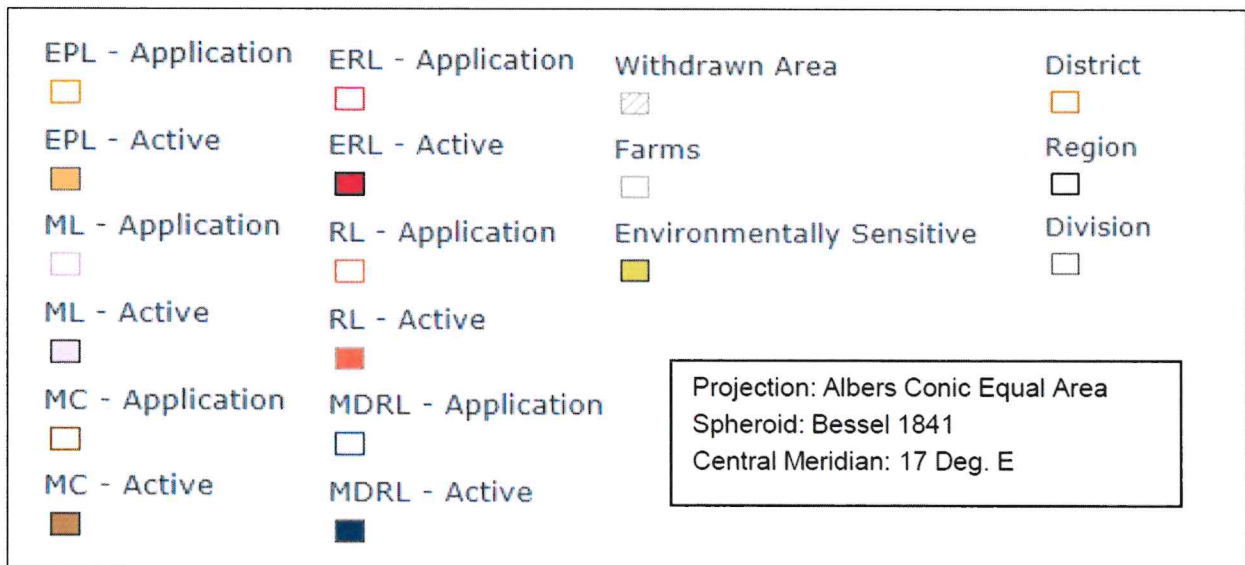 EPL - Application
EPL - Active
ML - Application
ML - Active
MC - Application
MC - Active
ERL - Application
ERL - Active
RL - Application
RL - Active
MDRL - Application
MDRL - Active
Withdrawn Area
Farms
Environmentally Sensitive
District
Region
Division
Projection: Albers Conic Equal Area
Spheroid: Bessel 1841
Central Meridian: 17 Deg. E